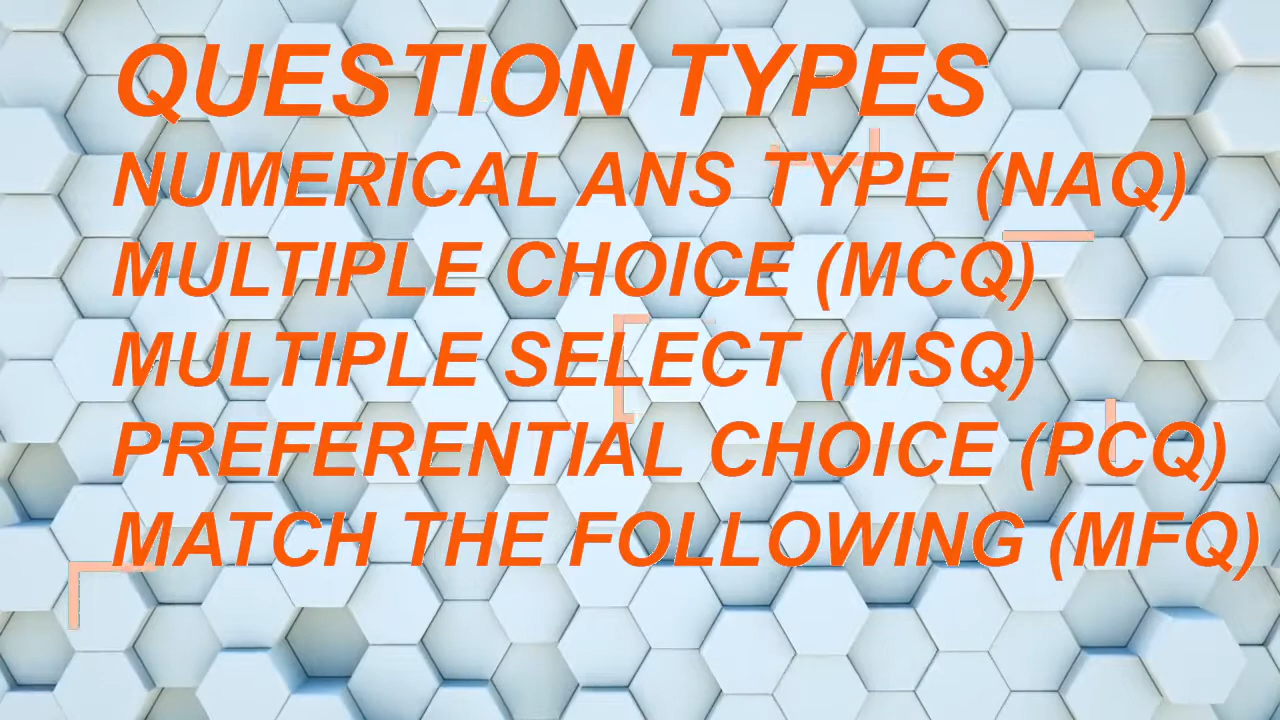 QUESTION TYPES
NUMERICAL ANS TYPE (NAQ)
MULTIPLE CHOICE (MCQ)
MULTIPLE SELECT (MSQ)
PREFERENTIAL CHOICE (PCQ)
MATCH THE FOLLOWING (MFQ)